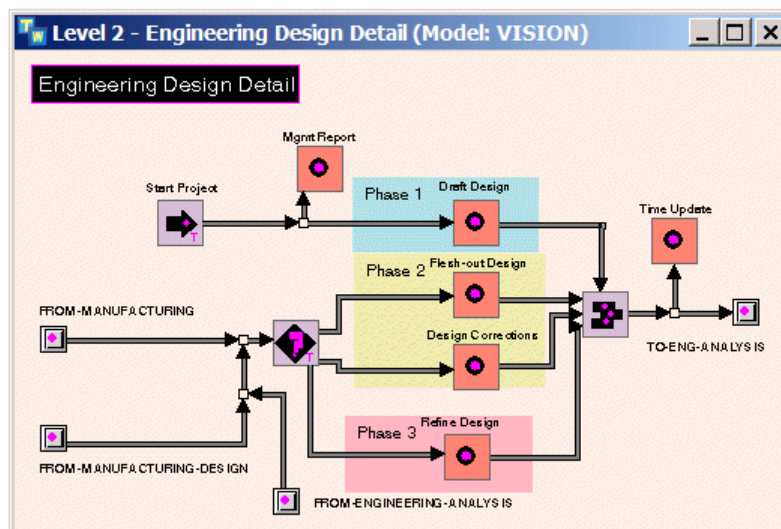 TW Level 2 - Engineering Design Detail (Model: VISION)
Engineering Design Detail
Mgmt Report
Start Project
Phase 1
Draft Design
Time Update
Phase 2
Flesh-out Design
FROM-MANUFACTURING
T
T
Design Corrections
TO-ENG-ANALYSIS
Phase 3
Refine Design
FROM-MANUFACTURING-DESIGN
FROM-ENGINEERING-ANALYSIS